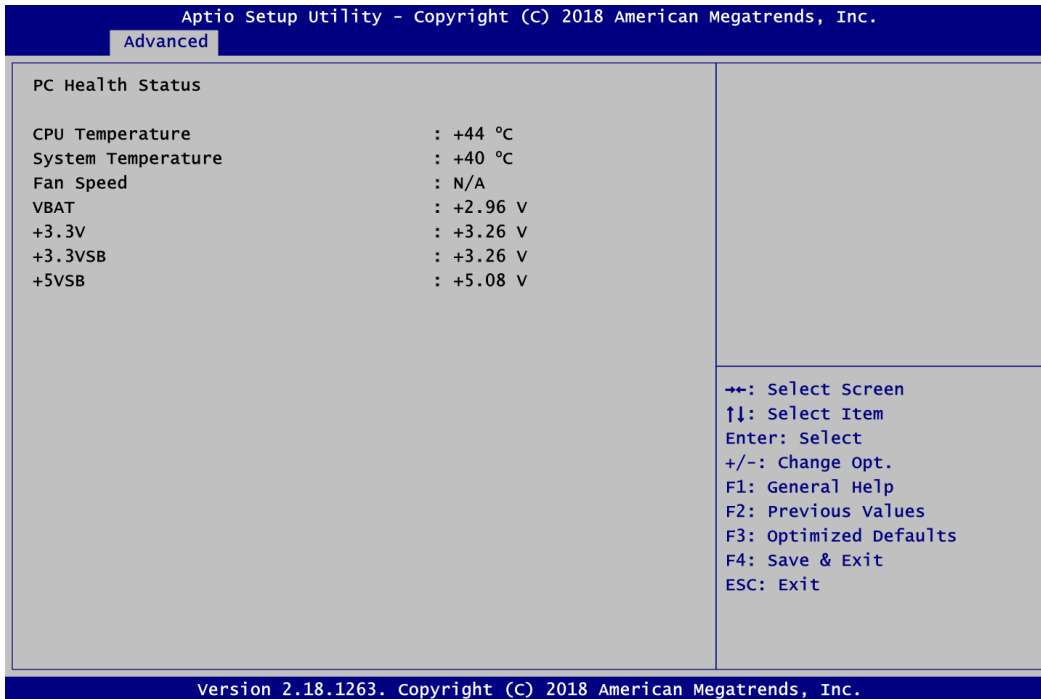 Aptio Setup Utility - Copyright (C) 2018 American Megatrends, Inc.
Advanced
PC Health Status
CPU Temperature : +44 ºC
System Temperature : +40 ºC
Fan Speed : N/A
VBAT : +2.96 V
+3.3V : +3.26 V
+3.3VSB : +3.26 V
+5VSB : +5.08 V
→←: Select Screen
↑↓: Select Item
Enter: Select
+/-: Change Opt.
F1: General Help
F2: Previous Values
F3: Optimized Defaults
F4: Save & Exit
ESC: Exit
Version 2.18.1263. Copyright (C) 2018 American Megatrends, Inc.